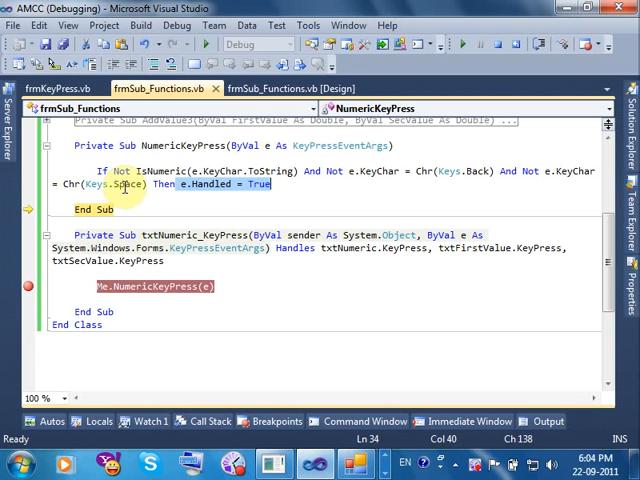 AMCC (Debugging) - Microsoft Visual Studio
File Edit View Project Build Debug Team Data Tools Test Window Help
Debug
frmKeyPress.vb frmSub_Functions.vb frmSub_Functions.vb [Design]
frmSub_Functions NumericKeyPress
Private Sub AddValue3(ByVal FirstValue As Double, ByVal SecValue As Double) ...
Private Sub NumericKeyPress(ByVal e As KeyPressEventArgs)
If Not IsNumeric(e.KeyChar.ToString) And Not e.KeyChar = Chr(Keys.Back) And Not e.KeyChar
= Chr(Keys.Space) Then e.Handled = True
End Sub
Private Sub txtNumeric_KeyPress(ByVal sender As System.Object, ByVal e As
System.Windows.Forms.KeyPressEventArgs) Handles txtNumeric.KeyPress, txtFirstValue.KeyPress,
txtSecValue.KeyPress
Me.NumericKeyPress(e)
End Sub
End Class
Server Explorer
Solution Explorer
Team Explorer
Properties
100 %
Autos Locals Watch 1 Call Stack Breakpoints Command Window Immediate Window Output
Ready Ln 34 Col 40 Ch 138 INS
EN 6:04 PM
22-09-2011